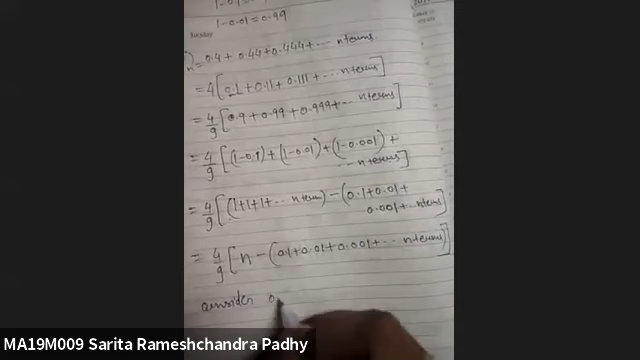 1-0.01=0.99
Sunday
= 0.4 + 0.44+0.444+... n terms.
= 4[0.1 + 0.11 + 0.111 + ... n terms]
= 4/9 [0.9 + 0.99 + 0.999+... n terms]
= 4/9 [(1-0.1) + (1-0.01) + (1-0.001) +
... n terms]
= 4/9 [(1+1+1+... n terms) - (0.1+0.01+
0.001+...n terms]
= 4/9 [n - (0.1+0.01+0.001+... n terms)]
consider 0
MA19M009 Sarita Rameshchandra Padhy